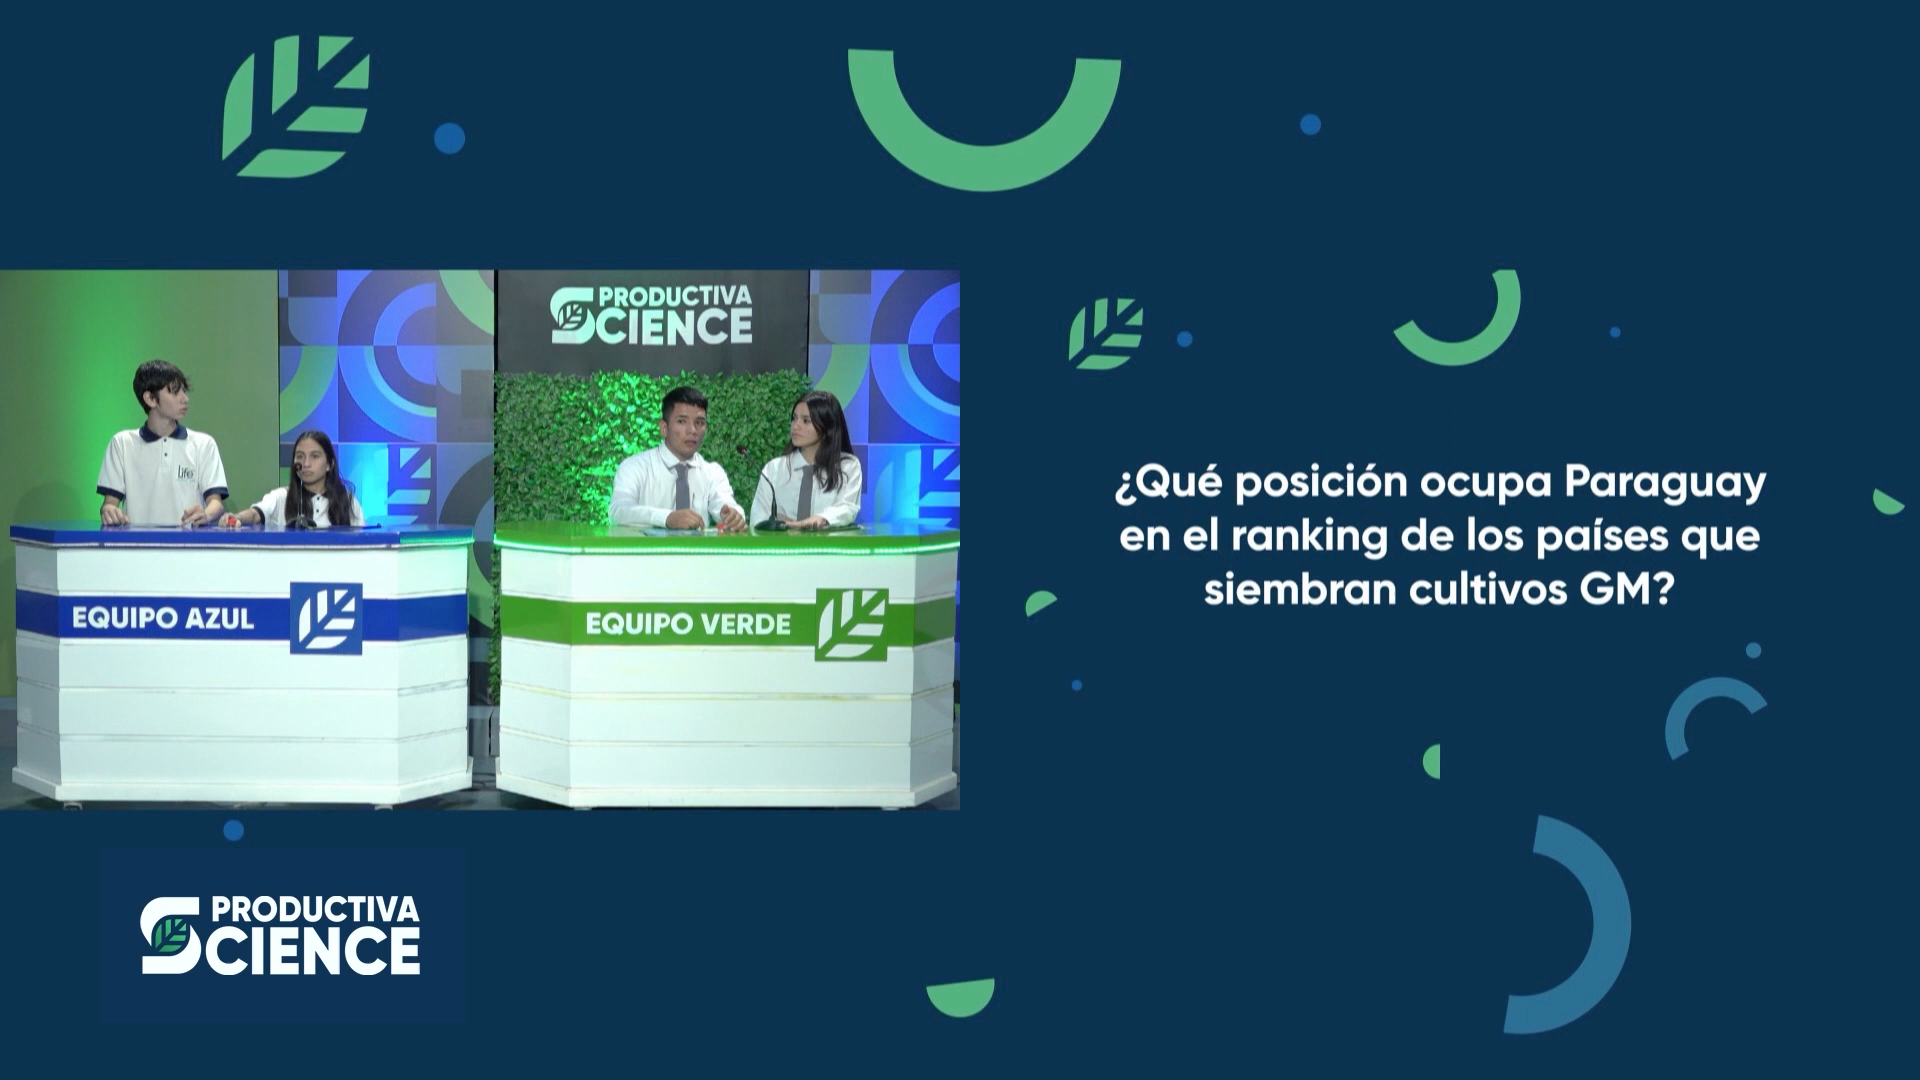 PRODUCTIVA
SCIENCE
Life
EQUIPO AZUL
EQUIPO VERDE
¿Qué posición ocupa Paraguay
en el ranking de los países que
siembran cultivos GM?
PRODUCTIVA
SCIENCE